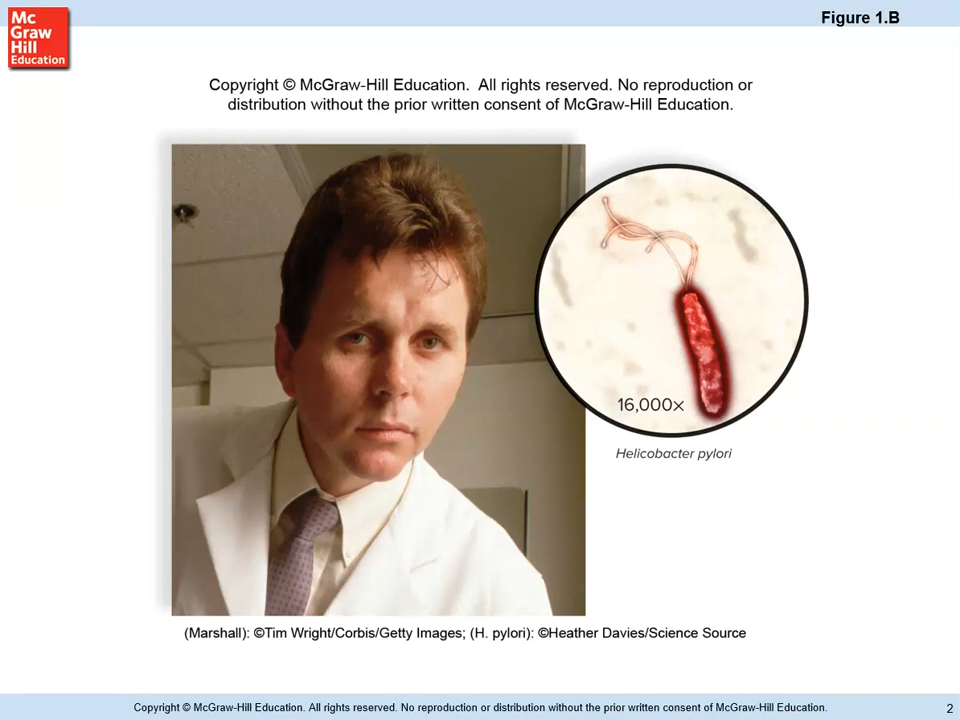 Mc
Graw
Hill
Education
Figure 1.B
Copyright © McGraw-Hill Education.  All rights reserved. No reproduction or
distribution without the prior written consent of McGraw-Hill Education.
16,000×
Helicobacter pylori
(Marshall): ©Tim Wright/Corbis/Getty Images; (H. pylori): ©Heather Davies/Science Source
Copyright © McGraw-Hill Education. All rights reserved. No reproduction or distribution without the prior written consent of McGraw-Hill Education.
2